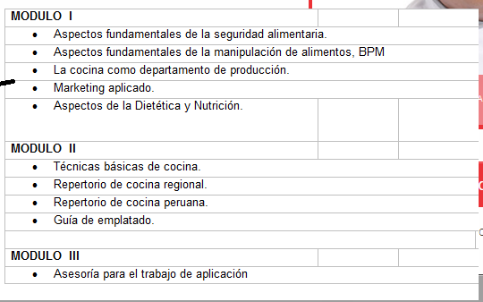 MODULO I
• Aspectos fundamentales de la seguridad alimentaria.
• Aspectos fundamentales de la manipulación de alimentos, BPM
• La cocina como departamento de producción.
• Marketing aplicado.
• Aspectos de la Dietética y Nutrición.
MODULO II
• Técnicas básicas de cocina.
• Repertorio de cocina regional.
• Repertorio de cocina peruana.
• Guía de emplatado.
MODULO III
• Asesoría para el trabajo de aplicación